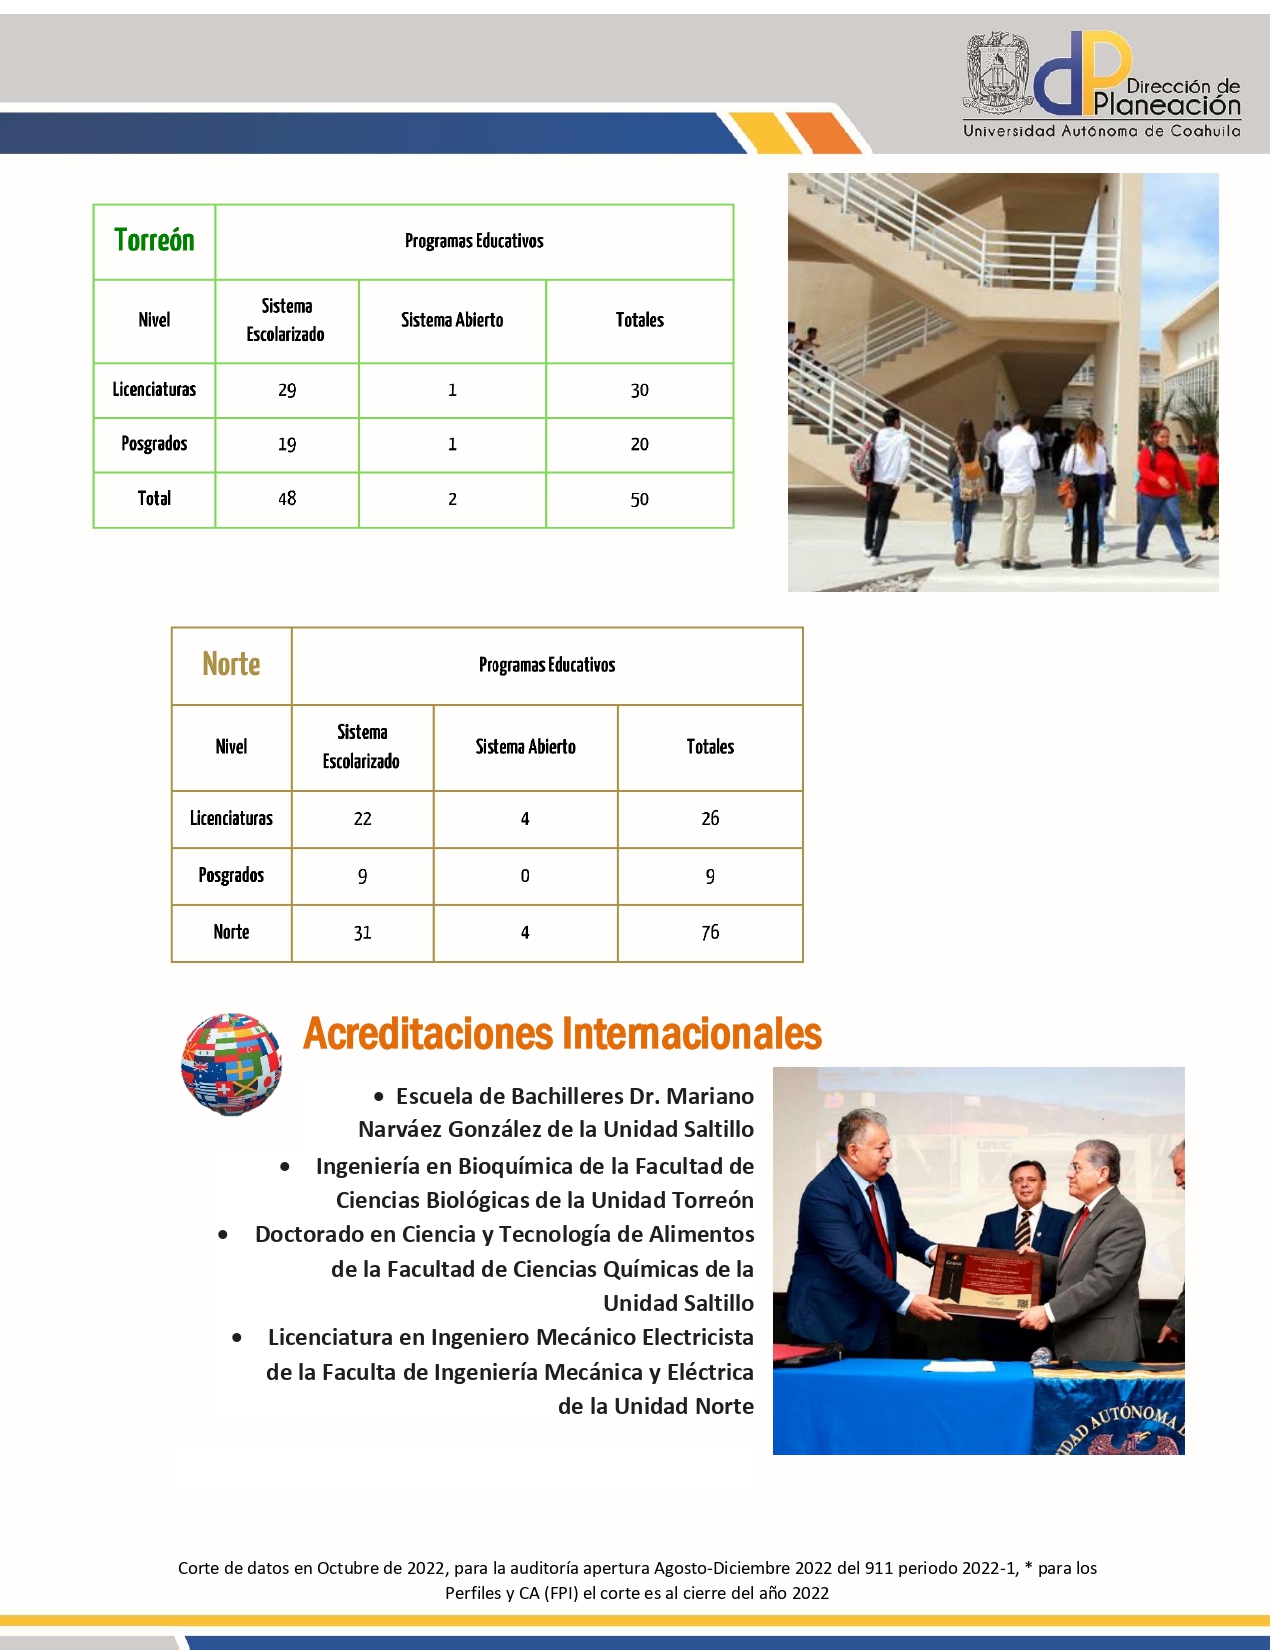 Dirección de
Planeación
Universidad Autónoma de Coahuila
Torreón
Programas Educativos
Nivel
Sistema
Escolarizado
Sistema Abierto
Totales
Licenciaturas 29 1 30
Posgrados 19 1 20
Total 48 2 50
Norte
Programas Educativos
Nivel
Sistema
Escolarizado
Sistema Abierto
Totales
Licenciaturas 22 4 26
Posgrados 9 0 9
Norte 31 4 76
Acreditaciones Internacionales
• Escuela de Bachilleres Dr. Mariano
Narváez González de la Unidad Saltillo
• Ingeniería en Bioquímica de la Facultad de
Ciencias Biológicas de la Unidad Torreón
• Doctorado en Ciencia y Tecnología de Alimentos
de la Facultad de Ciencias Químicas de la
Unidad Saltillo
• Licenciatura en Ingeniero Mecánico Electricista
de la Faculta de Ingeniería Mecánica y Eléctrica
de la Unidad Norte
AUTÓNOMA
Corte de datos en Octubre de 2022, para la auditoría apertura Agosto-Diciembre 2022 del 911 periodo 2022-1, * para los
Perfiles y CA (FPI) el corte es al cierre del año 2022